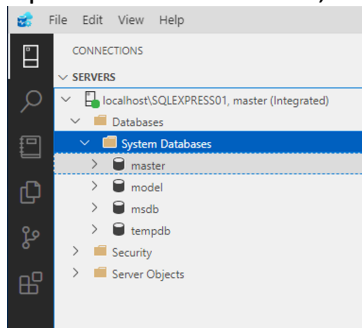 File Edit View Help
CONNECTIONS
SERVERS
localhost\SQLEXPRESS01, master (Integrated)
Databases
System Databases
master
model
msdb
tempdb
Security
Server Objects